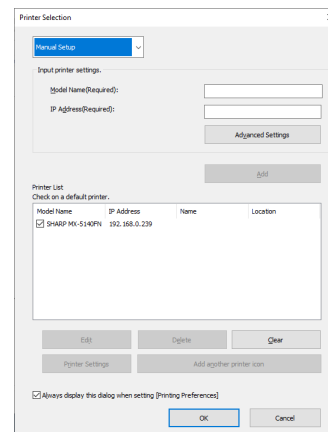 Printer Selection
Manual Setup
Input printer settings.
Model Name(Required):
IP Address(Required):
Advanced Settings
Add
Printer List
Check on a default printer.
Model Name IP Address Name Location
SHARP MX-5140FN 192.168.0.239
Edit Delete Clear
Printer Settings Add another printer icon
Always display this dialog when setting [Printing Preferences]
OK Cancel